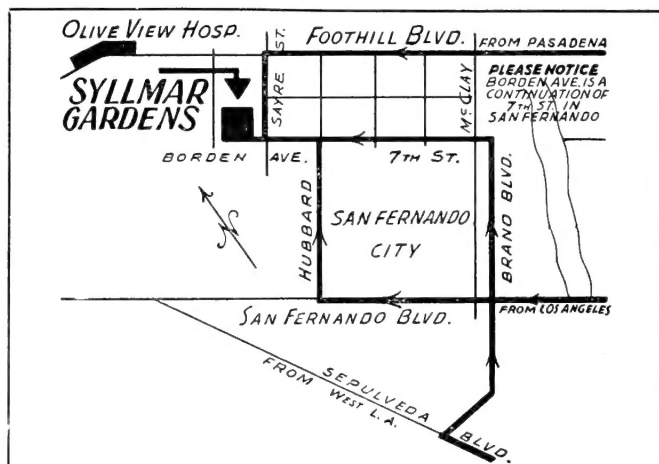 OLIVE VIEW HOSP.
ST.
FOOTHILL BLVD.
FROM PASADENA
SYLLMAR
GARDENS
SAYRE
McCLAY
PLEASE NOTICE
BORDEN AVE. IS A
CONTINUATION OF
7TH ST. IN
SAN FERNANDO
BORDEN AVE.
7TH ST.
N
HUBBARD
SAN FERNANDO
CITY
BRAND BLVD.
SAN FERNANDO BLVD.
FROM LOS ANGELES
SEPULVEDA
BLVD.
FROM WEST L.A.